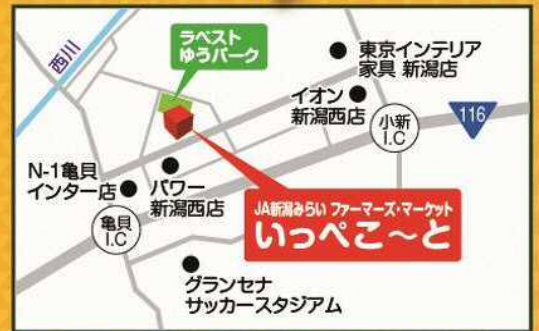 西川
ラベスト
ゆうパーク
東京インテリア
家具 新潟店
イオン
新潟西店
小新
I.C
116
N-1亀貝
インター店
パワー
新潟西店
亀貝
I.C
JA新潟みらい ファーマーズ・マーケット
いっぺこ~と
グランセナ
サッカースタジアム